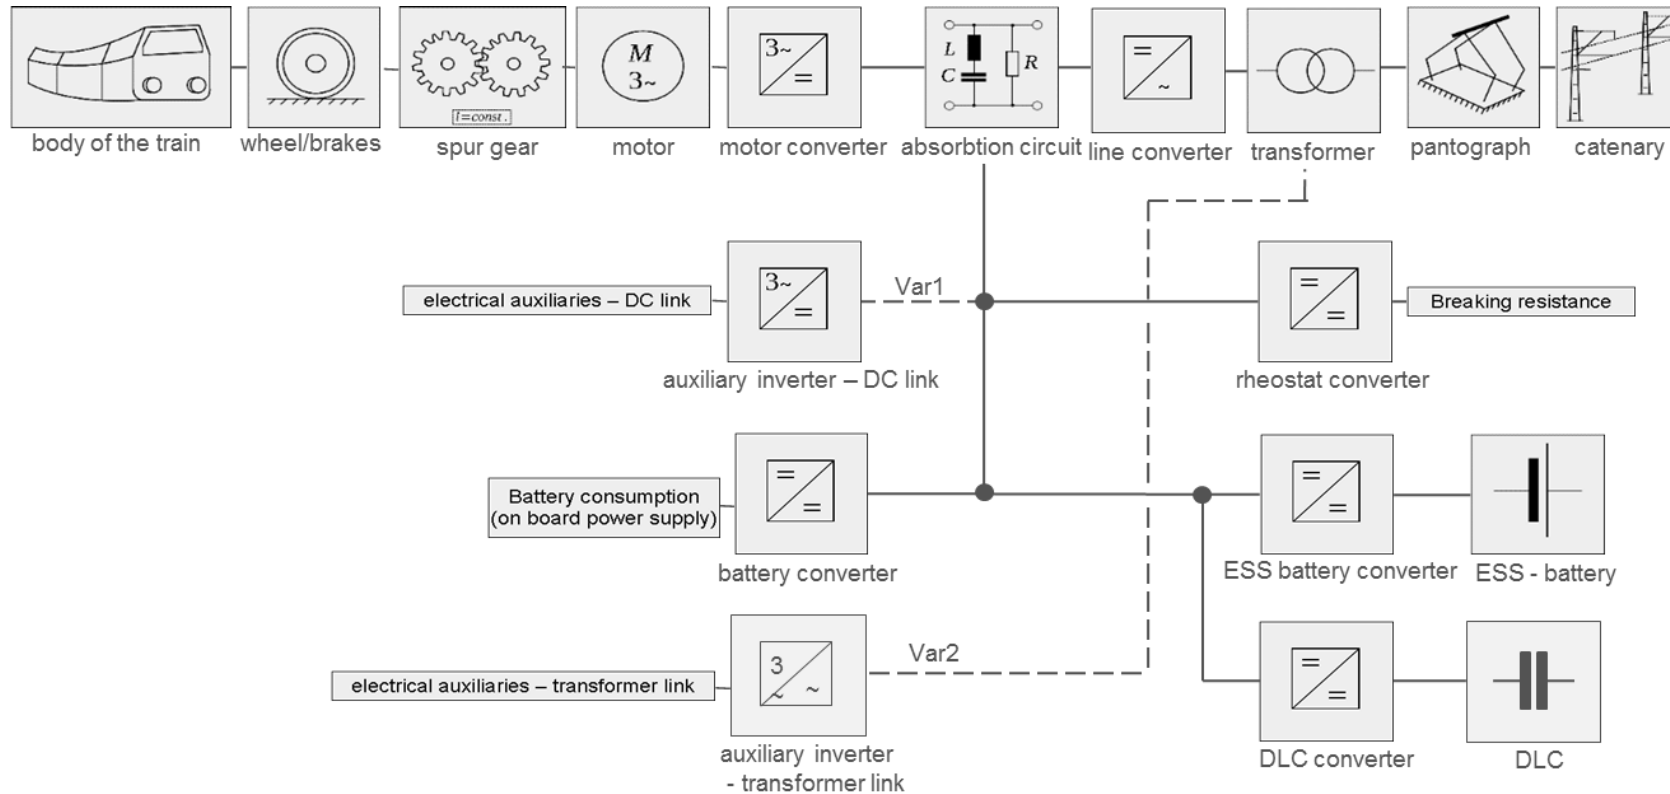 M
3~
i=const.
3~
=
L
C
R
=
~
body of the train
wheel/brakes
spur gear
motor
motor converter
absorbtion circuit
line converter
transformer
pantograph
catenary
electrical auxiliaries – DC link
3~
=
Var1
=
=
Breaking resistance
auxiliary inverter – DC link
rheostat converter
Battery consumption
(on board power supply)
=
=
=
=
battery converter
ESS battery converter
ESS - battery
electrical auxiliaries – transformer link
3
~
~
Var2
=
=
auxiliary inverter
- transformer link
DLC converter
DLC